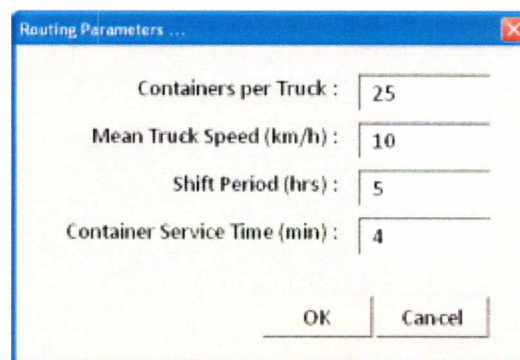 Routing Parameters ...
Containers per Truck : 25
Mean Truck Speed (km/h) : 10
Shift Period (hrs) : 5
Container Service Time (min) : 4
OK Cancel